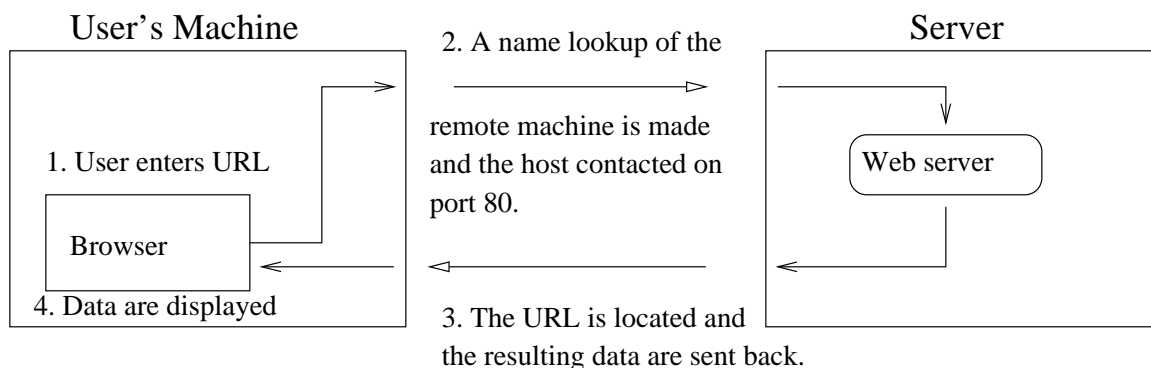 User's Machine
Server
2. A name lookup of the
remote machine is made
and the host contacted on
port 80.
1. User enters URL
Browser
4. Data are displayed
Web server
3. The URL is located and
the resulting data are sent back.